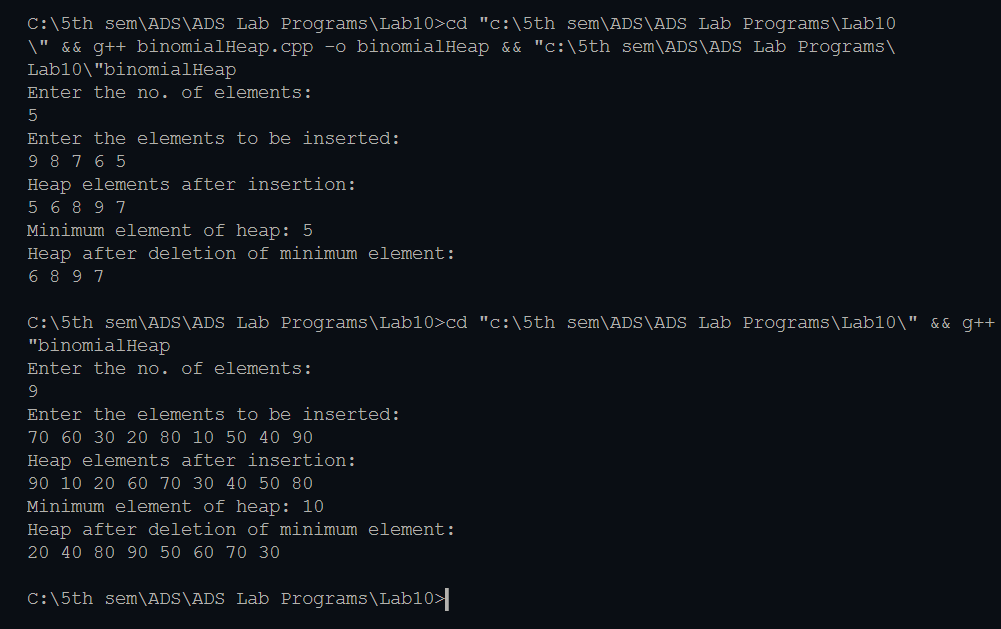 C:\5th sem\ADS\ADS Lab Programs\Lab10>cd "c:\5th sem\ADS\ADS Lab Programs\Lab10
\" && g++ binomialHeap.cpp -o binomialHeap && "c:\5th sem\ADS\ADS Lab Programs\
Lab10\"binomialHeap
Enter the no. of elements:
5
Enter the elements to be inserted:
9 8 7 6 5
Heap elements after insertion:
5 6 8 9 7
Minimum element of heap: 5
Heap after deletion of minimum element:
6 8 9 7
C:\5th sem\ADS\ADS Lab Programs\Lab10>cd "c:\5th sem\ADS\ADS Lab Programs\Lab10\" && g++
"binomialHeap
Enter the no. of elements:
9
Enter the elements to be inserted:
70 60 30 20 80 10 50 40 90
Heap elements after insertion:
90 10 20 60 70 30 40 50 80
Minimum element of heap: 10
Heap after deletion of minimum element:
20 40 80 90 50 60 70 30
C:\5th sem\ADS\ADS Lab Programs\Lab10>